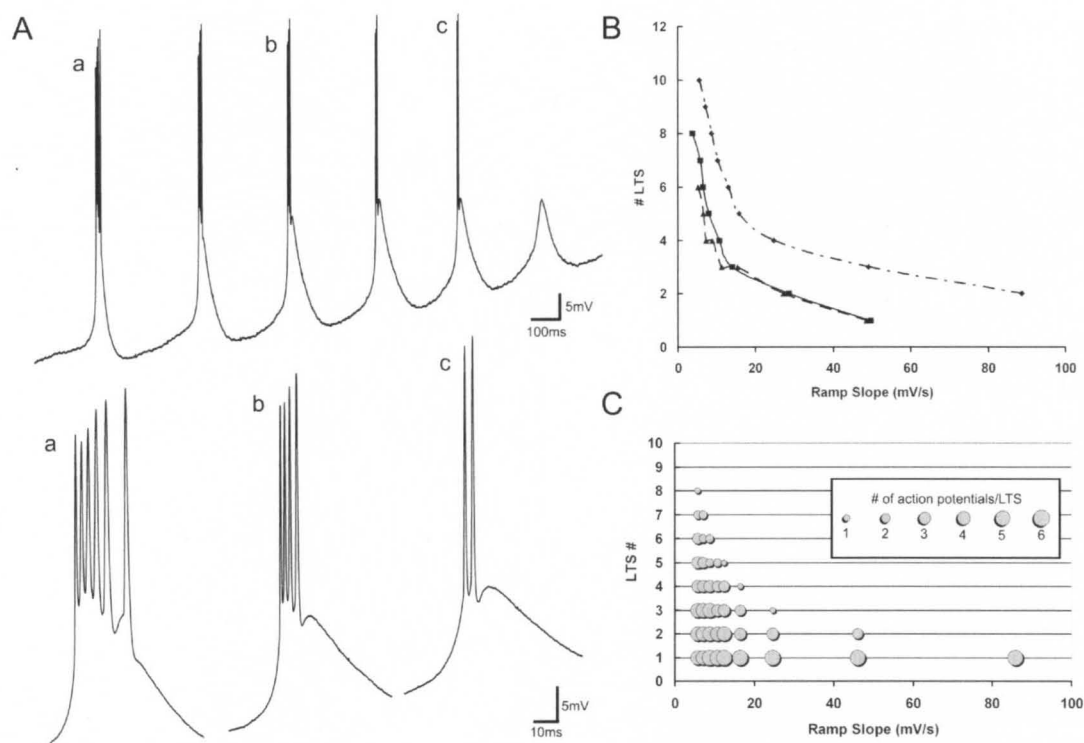 A
a
b
c
5mV
100ms
a
b
c
5mV
10ms
B
# LTS
12
10
8
6
4
2
0
0 20 40 60 80 100
Ramp Slope (mV/s)
C
LTS #
10
9
8
7
6
5
4
3
2
1
0
# of action potentials/LTS
1 2 3 4 5 6
0 20 40 60 80 100
Ramp Slope (mV/s)